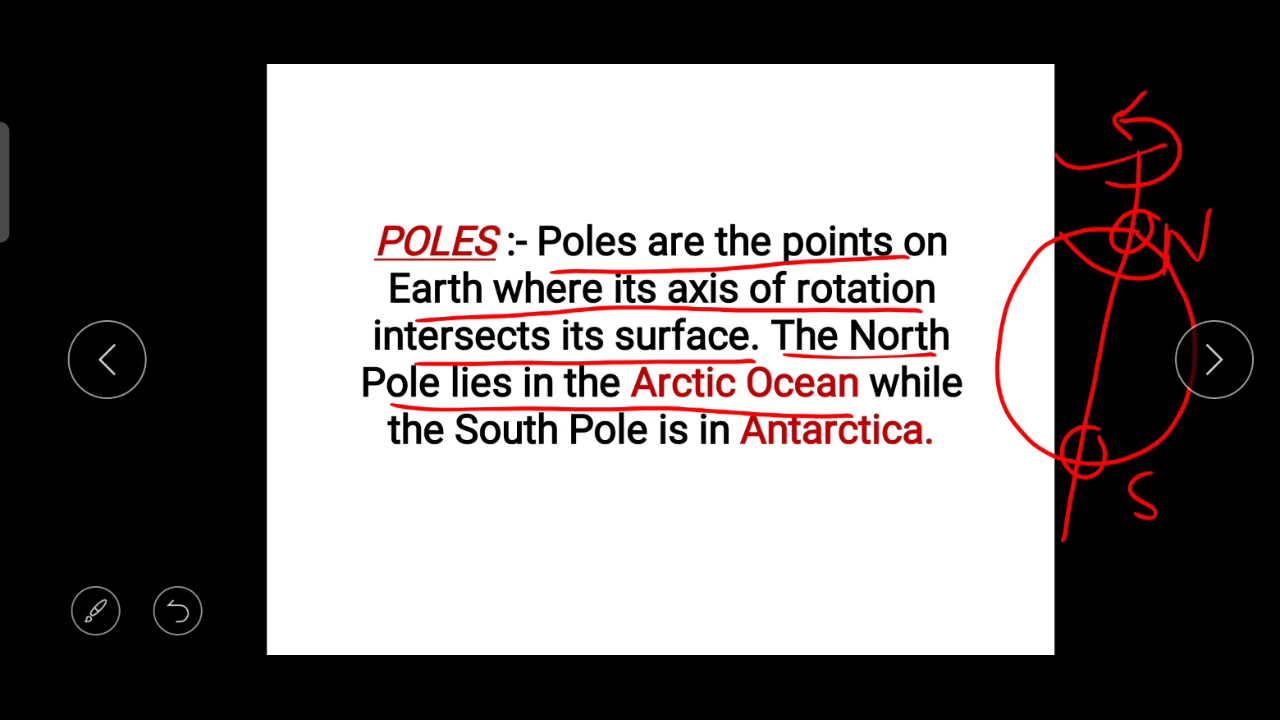 POLES :- Poles are the points on
Earth where its axis of rotation
intersects its surface. The North
Pole lies in the Arctic Ocean while
the South Pole is in Antarctica.
N
S